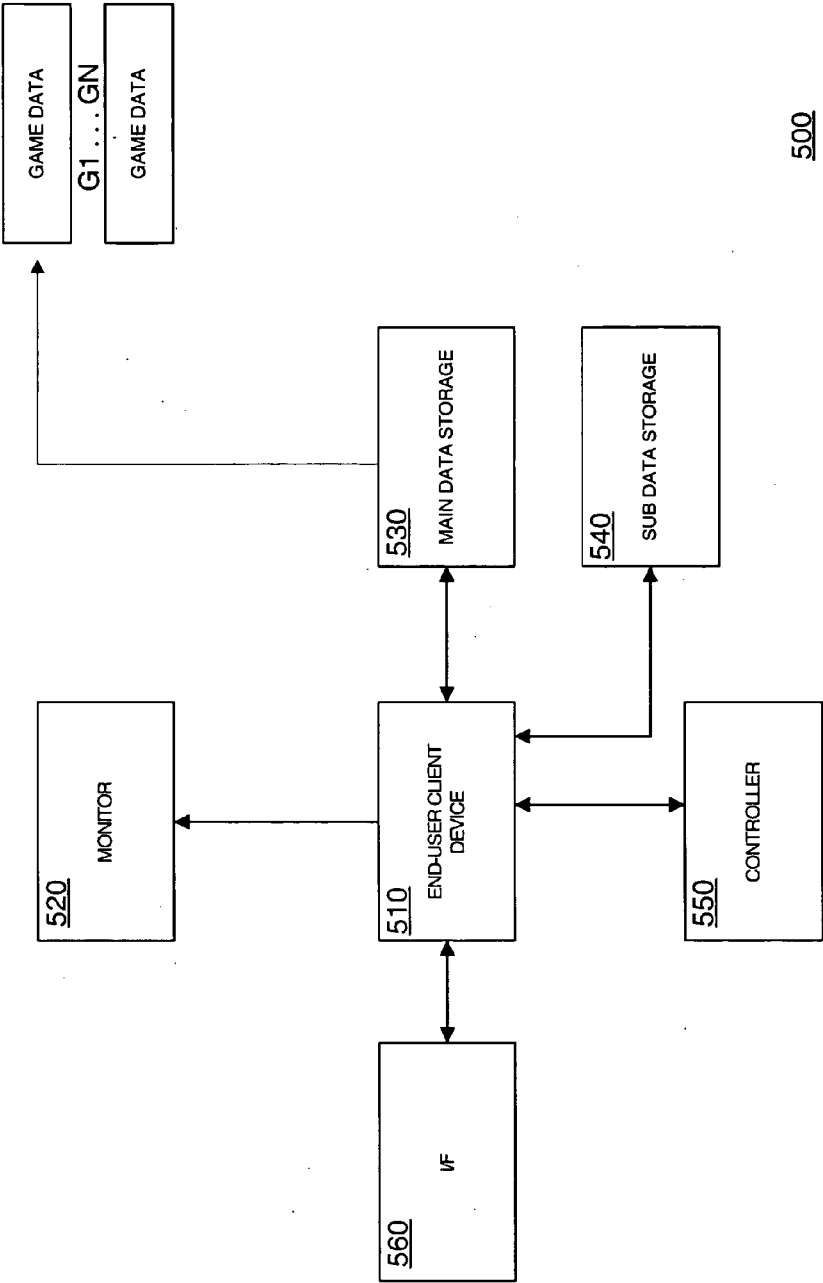 GAME DATA
G1 . . . GN
GAME DATA
520
MONITOR
530
MAIN DATA STORAGE
510
END-USER CLIENT
DEVICE
560
I/F
540
SUB DATA STORAGE
550
CONTROLLER
500